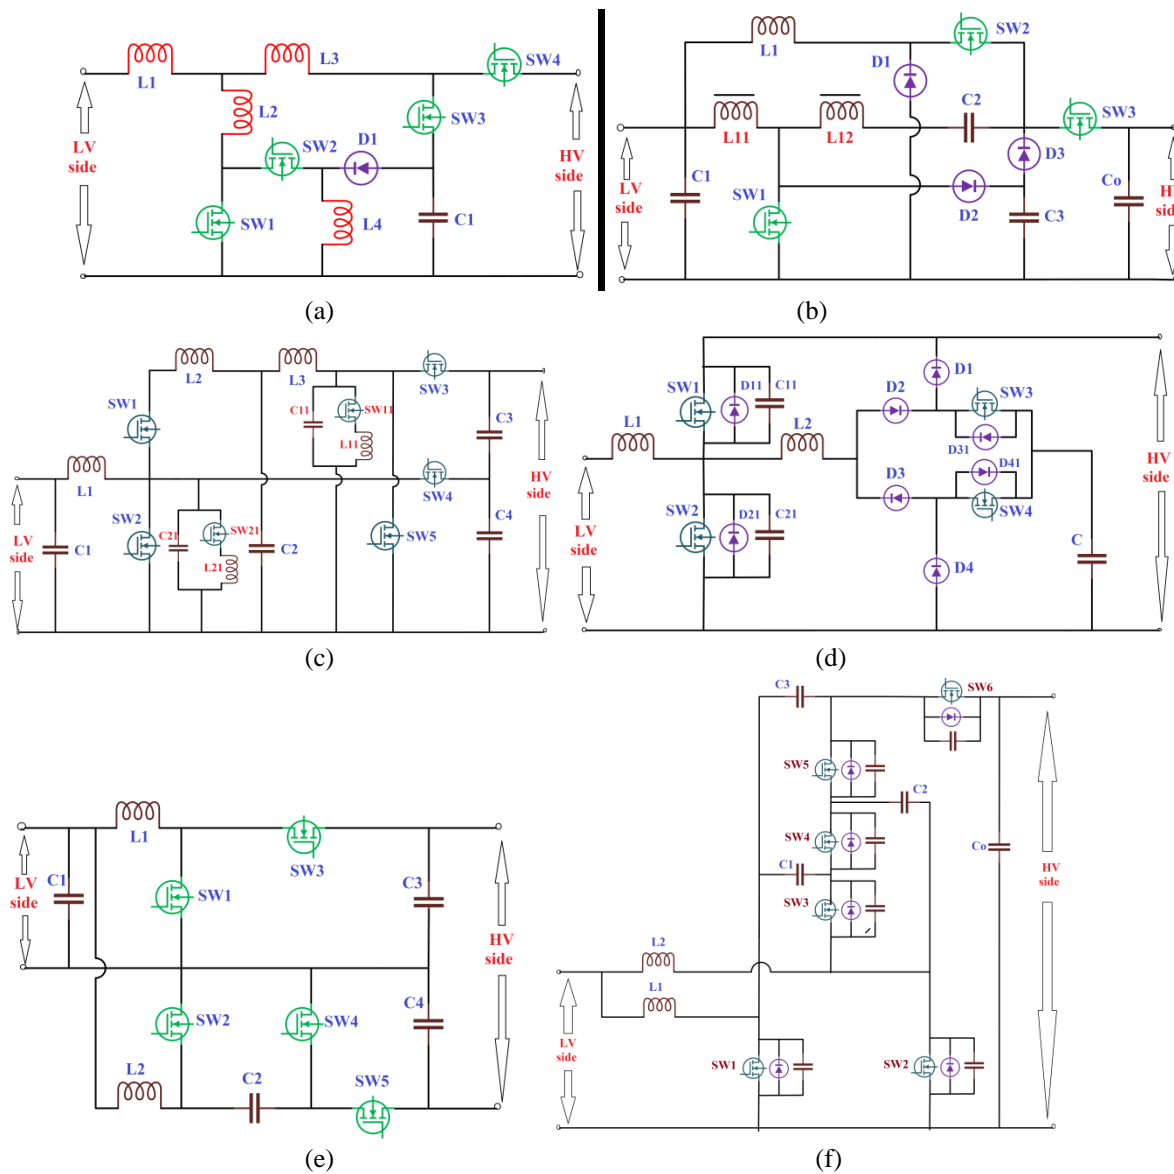 L1
L3
SW4
L2
SW3
LV
side
SW2
D1
HV
side
SW1
L4
C1
(a)
SW2
L1
D1
C2
SW3
L11
L12
D3
LV
side
C1
SW1
D2
C3
Co
H
sid
(b)
L2
L3
SW3
SW1
C11
SW11
L11
C3
HV
side
L1
SW4
LV
side
SW2
C21
SW21
L21
C1
C2
SW5
C4
(c)
D1
SW1
D11
C11
D2
SW3
L1
L2
D31
D41
HV
side
D3
SW4
SW2
D21
C21
LV
side
D4
C
(d)
L1
SW3
LV
side
C1
SW1
C3
HV
side
SW2
SW4
C4
L2
C2
SW5
(e)
C3
SW6
SW5
C2
SW4
C1
Co
HV
side
SW3
L2
L1
LV
side
SW1
SW2
(f)